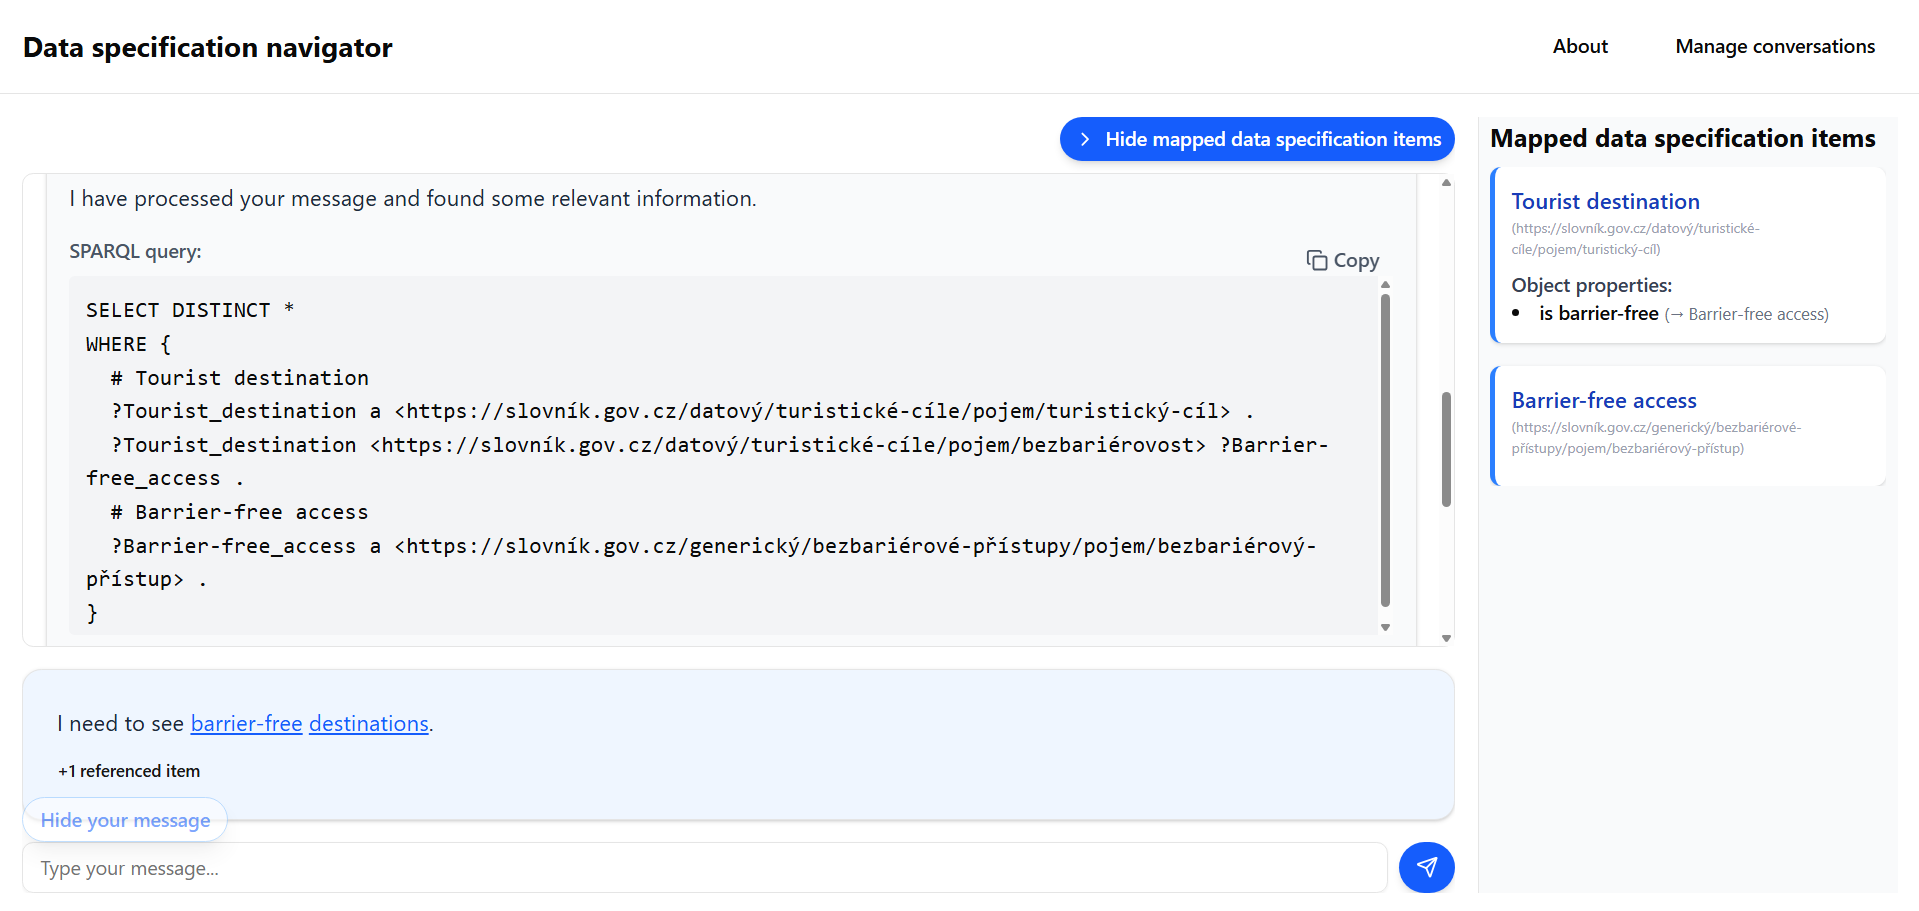 Data specification navigator
About
Manage conversations
Hide mapped data specification items
I have processed your message and found some relevant information.
SPARQL query:
Copy
SELECT DISTINCT *
WHERE {
# Tourist destination
?Tourist_destination a <https://slovník.gov.cz/datový/turistické-cíle/pojem/turistický-cíl> .
?Tourist_destination <https://slovník.gov.cz/datový/turistické-cíle/pojem/bezbariérovost> ?Barrier-
free_access .
# Barrier-free access
?Barrier-free_access a <https://slovník.gov.cz/generický/bezbariérové-přístupy/pojem/bezbariérový-
přístup> .
}
I need to see barrier-free destinations.
+1 referenced item
Hide your message
Type your message...
Mapped data specification items
Tourist destination
(https://slovník.gov.cz/datový/turistické-
cíle/pojem/turistický-cíl)
Object properties:
• is barrier-free (→ Barrier-free access)
Barrier-free access
(https://slovník.gov.cz/generický/bezbariérové-
přístupy/pojem/bezbariérový-přístup)